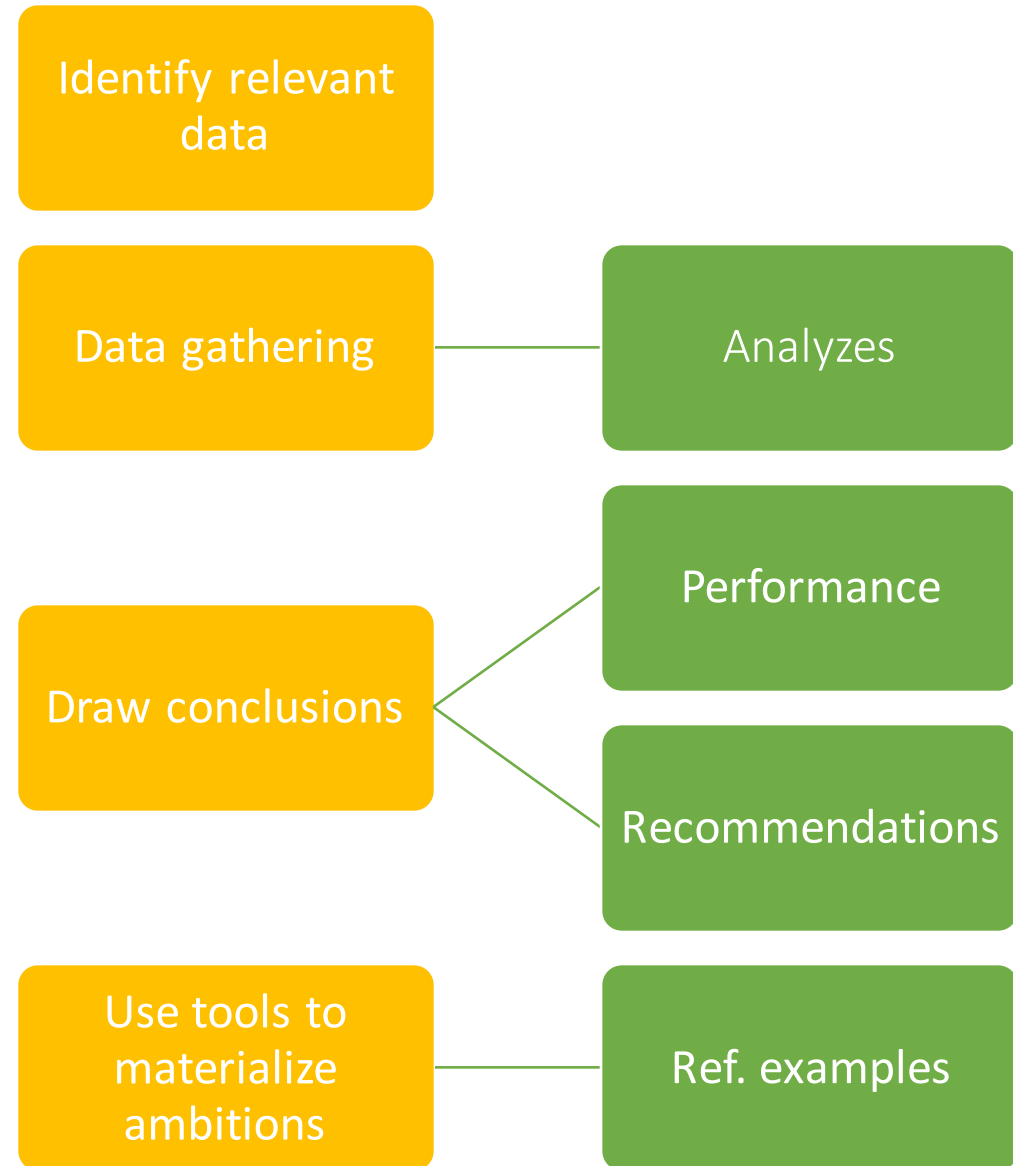 Identify relevant
data
Data gathering
Analyzes
Draw conclusions
Performance
Recommendations
Use tools to
materialize
ambitions
Ref. examples